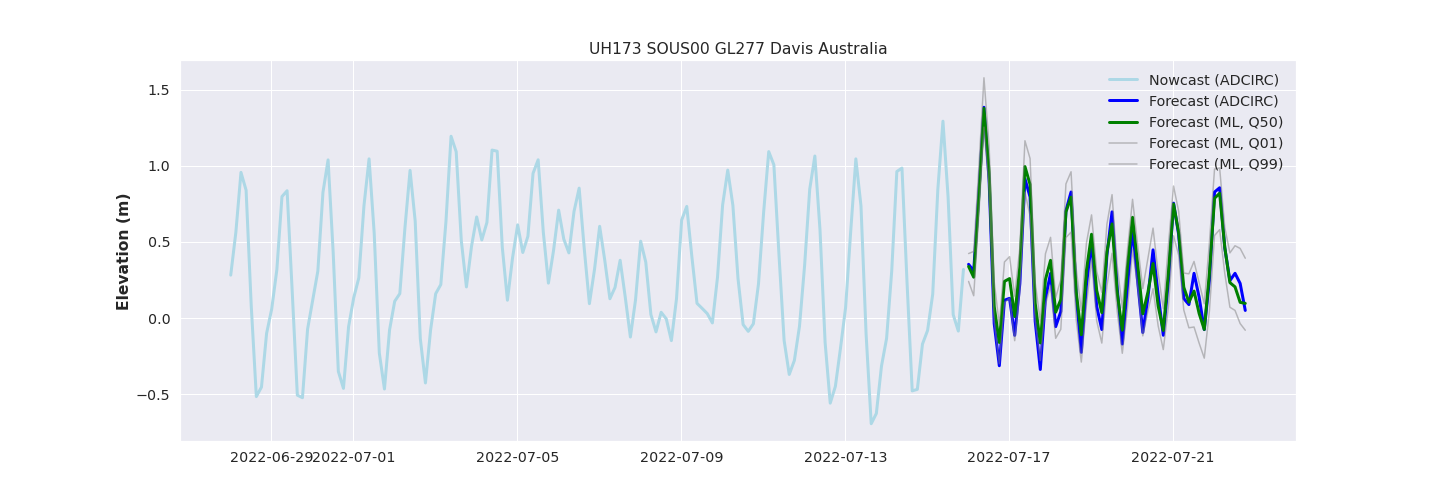 UH173 SOUS00 GL277 Davis Australia
Elevation (m)
1.5
1.0
0.5
0.0
−0.5
Nowcast (ADCIRC)
Forecast (ADCIRC)
Forecast (ML, Q50)
Forecast (ML, Q01)
Forecast (ML, Q99)
2022-06-29 2022-07-01 2022-07-05 2022-07-09 2022-07-13 2022-07-17 2022-07-21